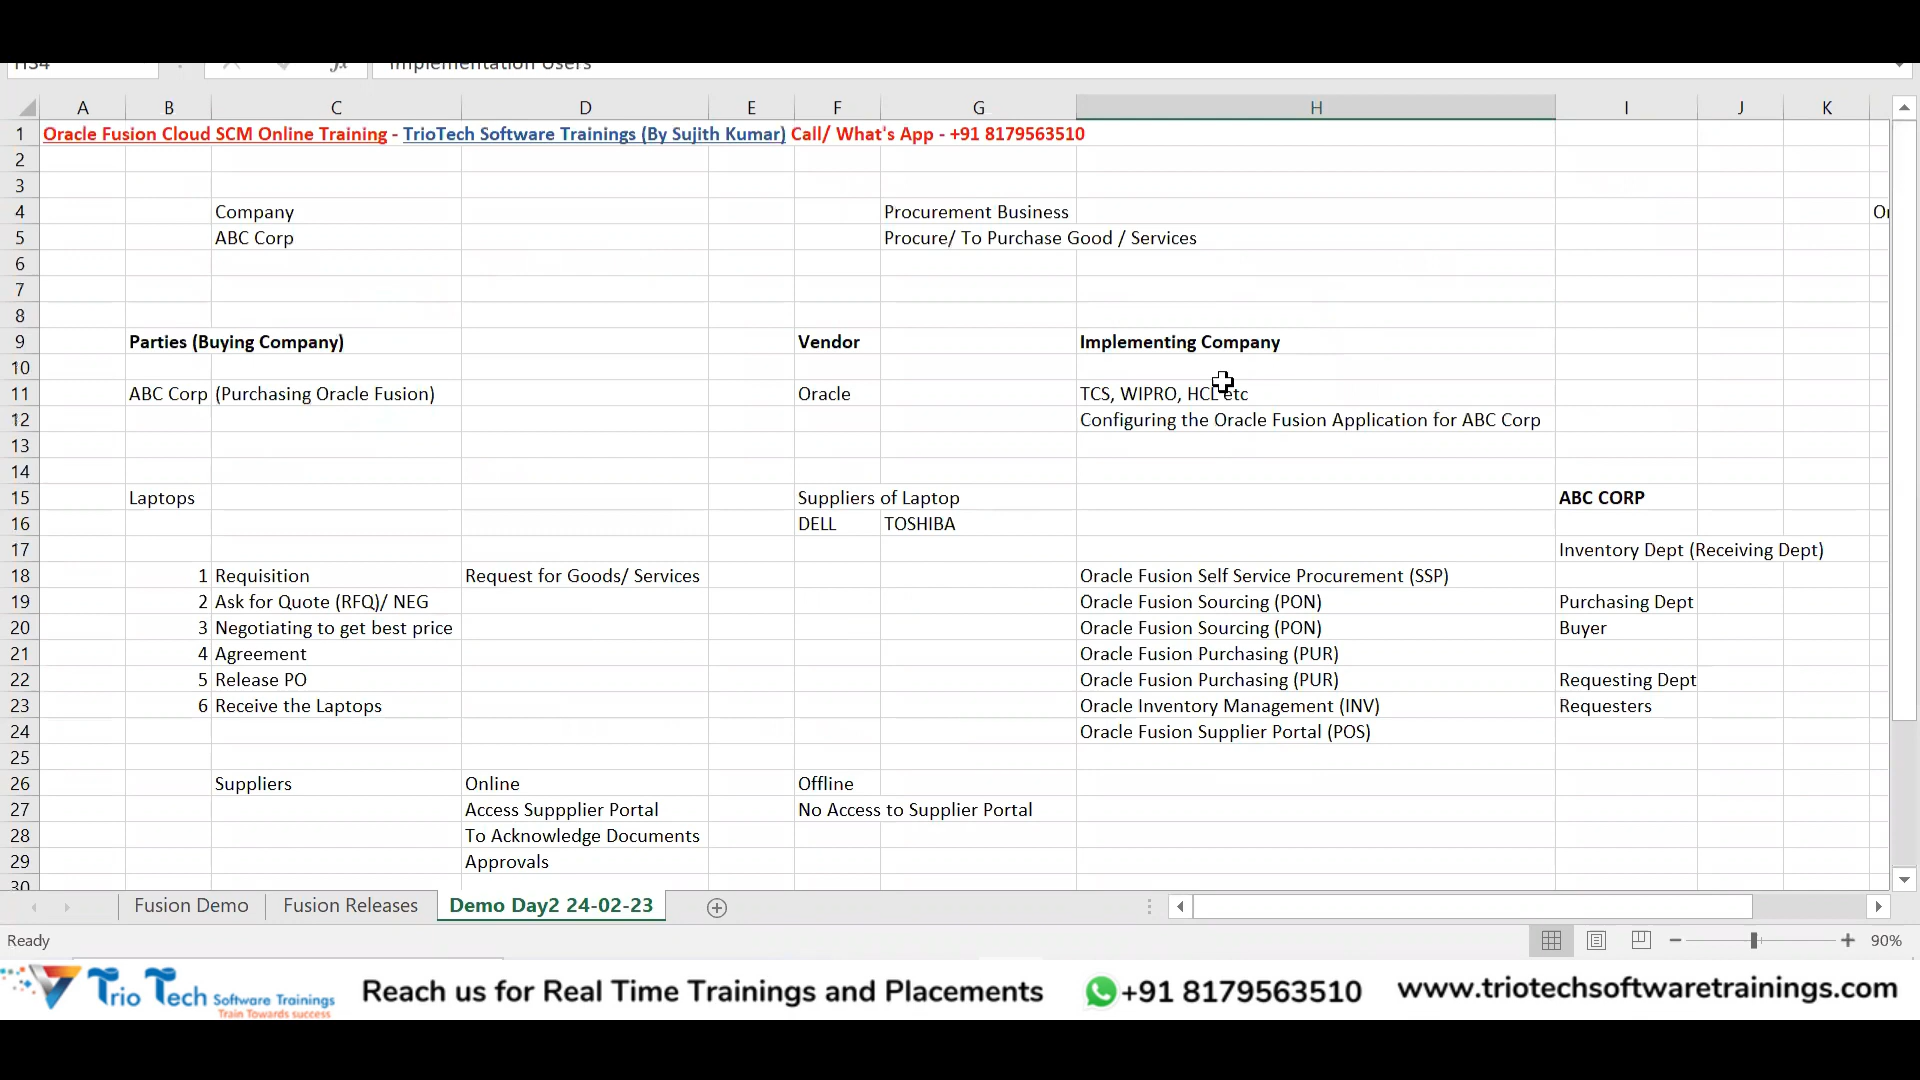 H34 fx Implementation Users
A B C D E F G H I J K
1 Oracle Fusion Cloud SCM Online Training - TrioTech Software Trainings (By Sujith Kumar) Call/ What's App - +91 8179563510
2
3
4 Company Procurement Business
5 ABC Corp Procure/ To Purchase Good / Services
6
7
8
9 Parties (Buying Company) Vendor Implementing Company
10
11 ABC Corp (Purchasing Oracle Fusion) Oracle TCS, WIPRO, HCL etc
12 Configuring the Oracle Fusion Application for ABC Corp
13
14
15 Laptops Suppliers of Laptop ABC CORP
16 DELL TOSHIBA
17 Inventory Dept (Receiving Dept)
18 1 Requisition Request for Goods/ Services Oracle Fusion Self Service Procurement (SSP)
19 2 Ask for Quote (RFQ)/ NEG Oracle Fusion Sourcing (PON) Purchasing Dept
20 3 Negotiating to get best price Oracle Fusion Sourcing (PON) Buyer
21 4 Agreement Oracle Fusion Purchasing (PUR)
22 5 Release PO Oracle Fusion Purchasing (PUR) Requesting Dept
23 6 Receive the Laptops Oracle Inventory Management (INV) Requesters
24 Oracle Fusion Supplier Portal (POS)
25
26 Suppliers Online Offline
27 Access Suppplier Portal No Access to Supplier Portal
28 To Acknowledge Documents
29 Approvals
30
Fusion Demo Fusion Releases Demo Day2 24-02-23
Ready 90%
Trio Tech Software Trainings
Train Towards success
Reach us for Real Time Trainings and Placements +91 8179563510 www.triotechsoftwaretrainings.com